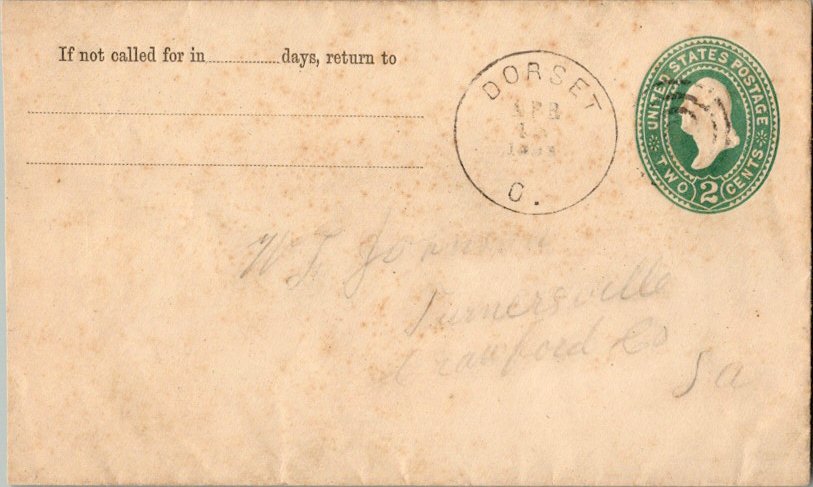 If not called for in ............ days, return to
DORSET
APR
O.
UNITED STATES POSTAGE
TWO 2 CENTS
W T Johnson
Turnersville
Crawford Co
Pa